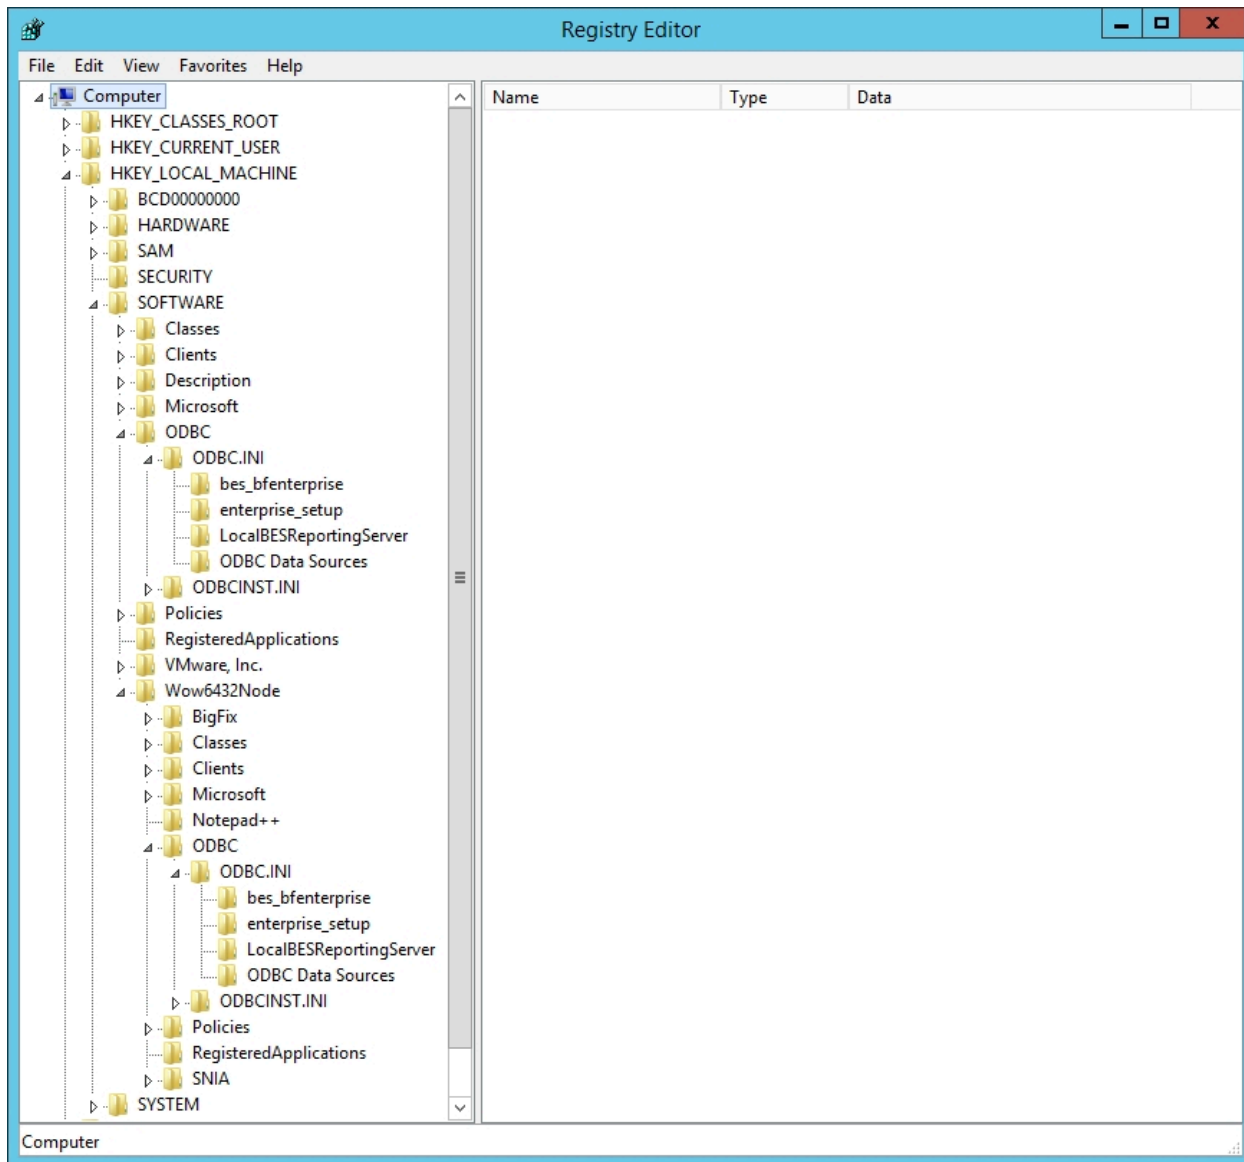 Registry Editor
File Edit View Favorites Help
Computer
Name Type Data
HKEY_CLASSES_ROOT
HKEY_CURRENT_USER
HKEY_LOCAL_MACHINE
BCD00000000
HARDWARE
SAM
SECURITY
SOFTWARE
Classes
Clients
Description
Microsoft
ODBC
ODBC.INI
bes_bfenterprise
enterprise_setup
LocalBESReportingServer
ODBC Data Sources
ODBCINST.INI
Policies
RegisteredApplications
VMware, Inc.
Wow6432Node
BigFix
Classes
Clients
Microsoft
Notepad++
ODBC
ODBC.INI
bes_bfenterprise
enterprise_setup
LocalBESReportingServer
ODBC Data Sources
ODBCINST.INI
Policies
RegisteredApplications
SNIA
SYSTEM
Computer